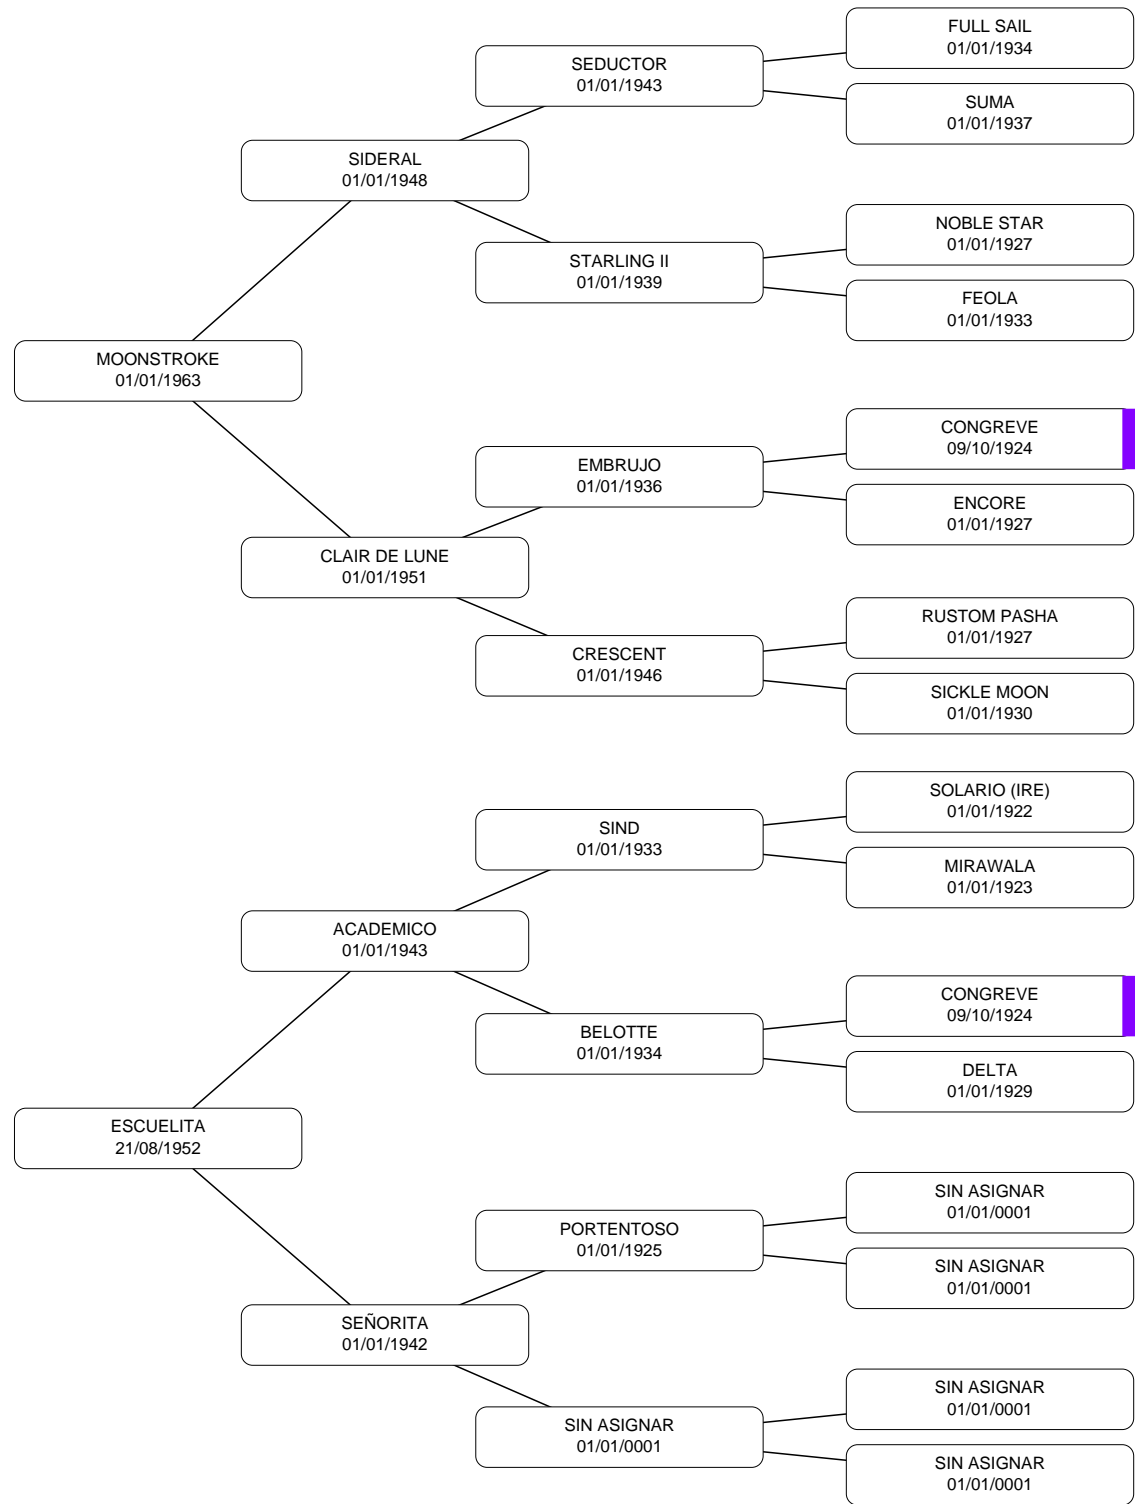 FULL SAIL
01/01/1934
SEDUCTOR
01/01/1943
SUMA
01/01/1937
SIDERAL
01/01/1948
NOBLE STAR
01/01/1927
STARLING II
01/01/1939
FEOLA
01/01/1933
MOONSTROKE
01/01/1963
CONGREVE
09/10/1924
EMBRUJO
01/01/1936
ENCORE
01/01/1927
CLAIR DE LUNE
01/01/1951
RUSTOM PASHA
01/01/1927
CRESCENT
01/01/1946
SICKLE MOON
01/01/1930
SOLARIO (IRE)
01/01/1922
SIND
01/01/1933
MIRAWALA
01/01/1923
ACADEMICO
01/01/1943
CONGREVE
09/10/1924
BELOTTE
01/01/1934
DELTA
01/01/1929
ESCUELITA
21/08/1952
SIN ASIGNAR
01/01/0001
PORTENTOSO
01/01/1925
SIN ASIGNAR
01/01/0001
SEÑORITA
01/01/1942
SIN ASIGNAR
01/01/0001
SIN ASIGNAR
01/01/0001
SIN ASIGNAR
01/01/0001